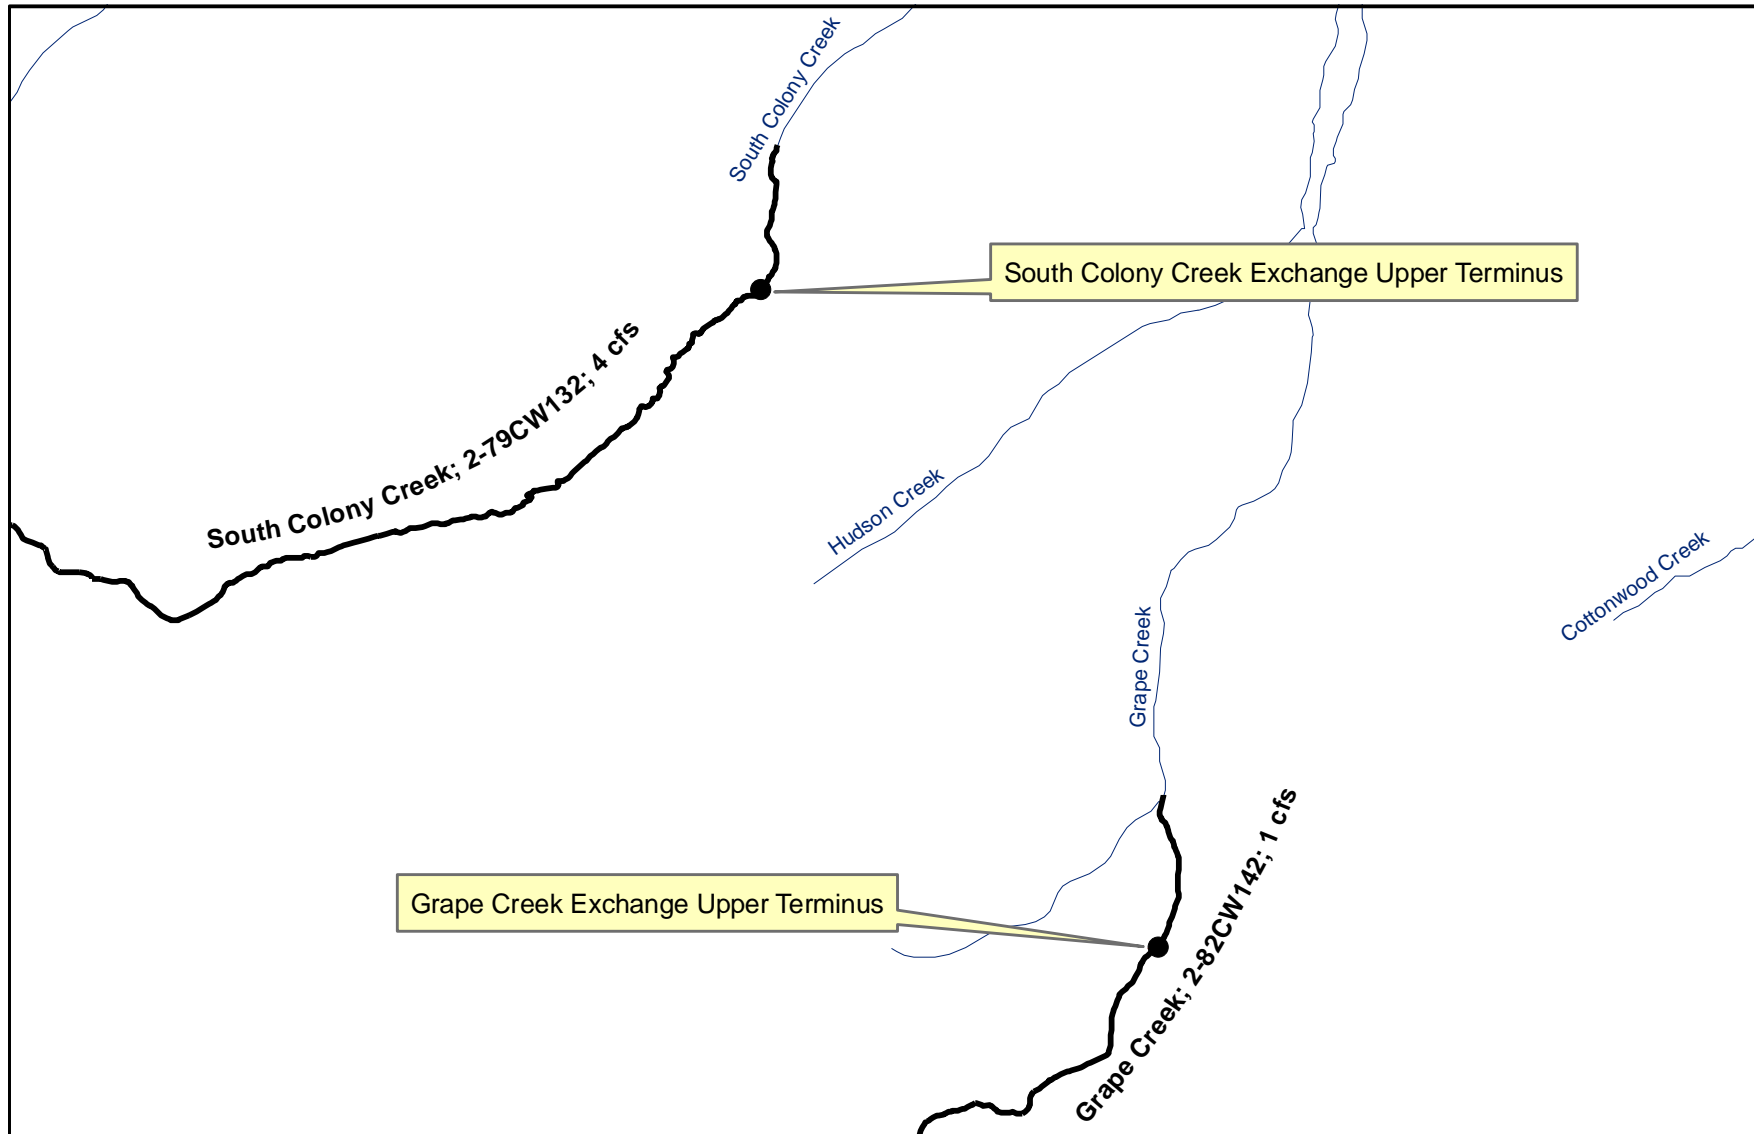 South Colony Creek
South Colony Creek Exchange Upper Terminus
South Colony Creek; 2-79CW132; 4 cfs
Hudson Creek
Cottonwood Creek
Grape Creek
Grape Creek Exchange Upper Terminus
Grape Creek; 2-82CW142; 1 cfs